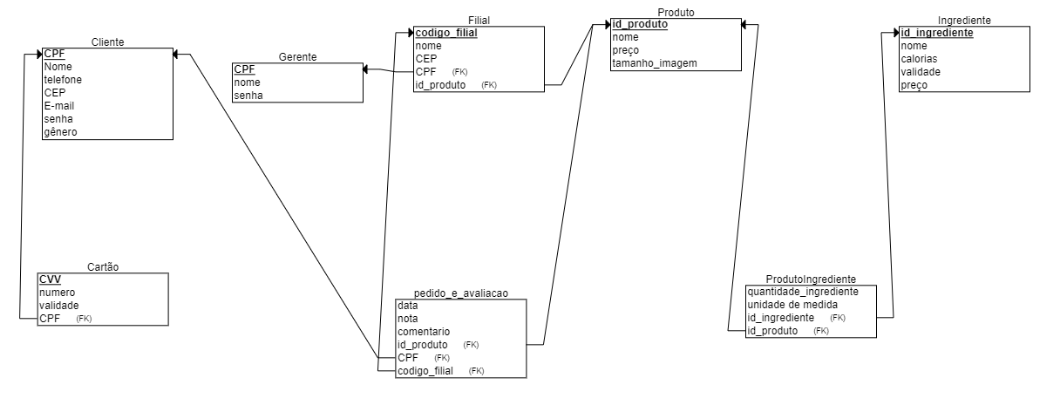 Cliente
CPF
Nome
telefone
CEP
E-mail
senha
gênero
Gerente
CPF
nome
senha
Filial
codigo_filial
nome
CEP
CPF (FK)
id_produto (FK)
Produto
id_produto
nome
preço
tamanho_imagem
Ingrediente
id_ingrediente
nome
calorias
validade
preço
Cartão
CVV
numero
validade
CPF (FK)
pedido_e_avaliacao
data
nota
comentario
id_produto (FK)
CPF (FK)
codigo_filial (FK)
ProdutoIngrediente
quantidade_ingrediente
unidade de medida
id_ingrediente (FK)
id_produto (FK)